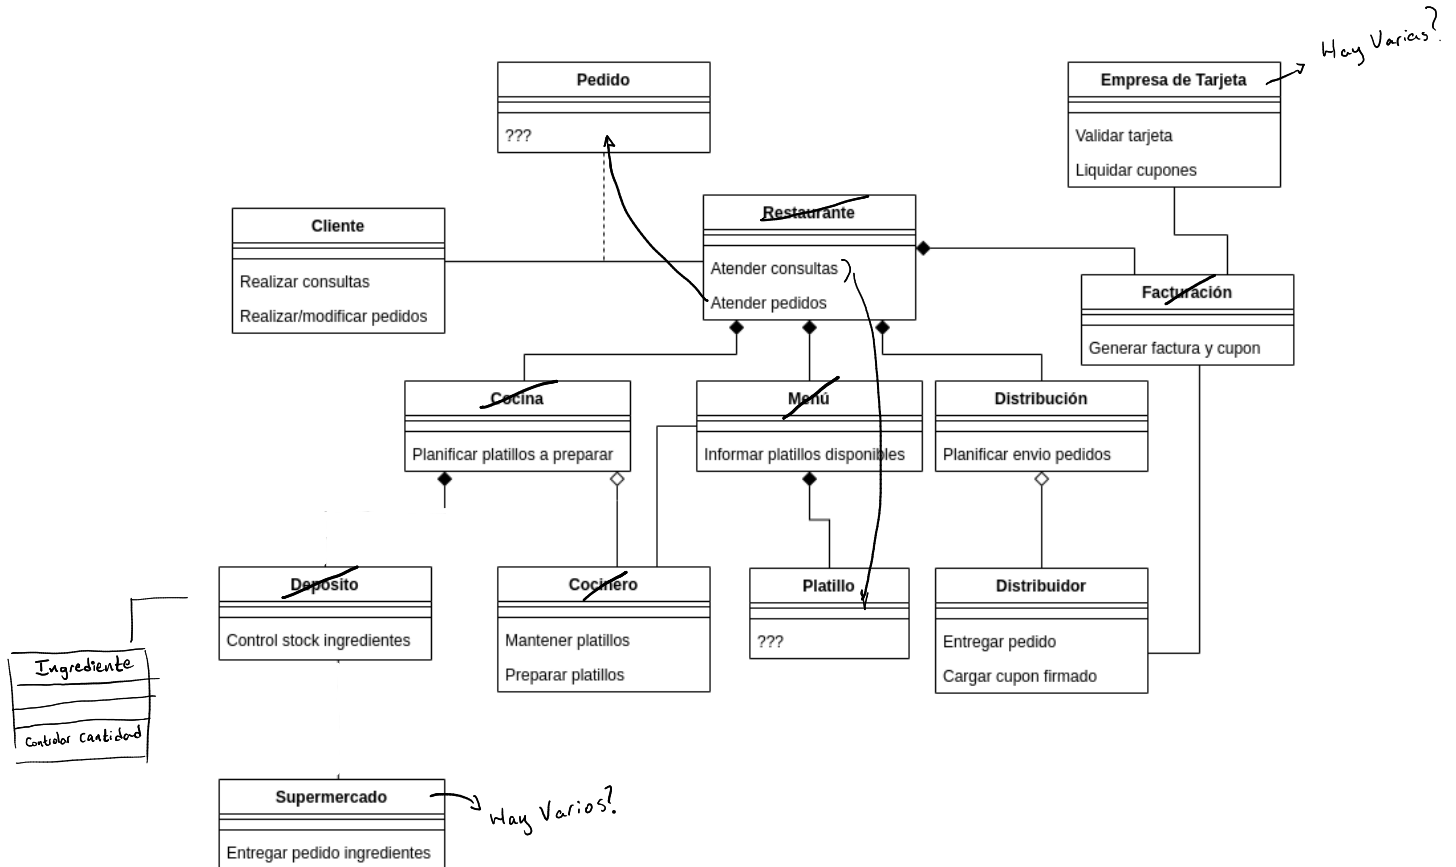 Hay Varias?
Pedido
???
Empresa de Tarjeta
Validar tarjeta
Liquidar cupones
Cliente
Realizar consultas
Realizar/modificar pedidos
Restaurante
Atender consultas
Atender pedidos
Facturación
Generar factura y cupon
Cocina
Planificar platillos a preparar
Menú
Informar platillos disponibles
Distribución
Planificar envio pedidos
Depósito
Control stock ingredientes
Cocinero
Mantener platillos
Preparar platillos
Platillo
???
Distribuidor
Entregar pedido
Cargar cupon firmado
Ingrediente
Controlar cantidad
Supermercado
Entregar pedido ingredientes
Hay Varios?